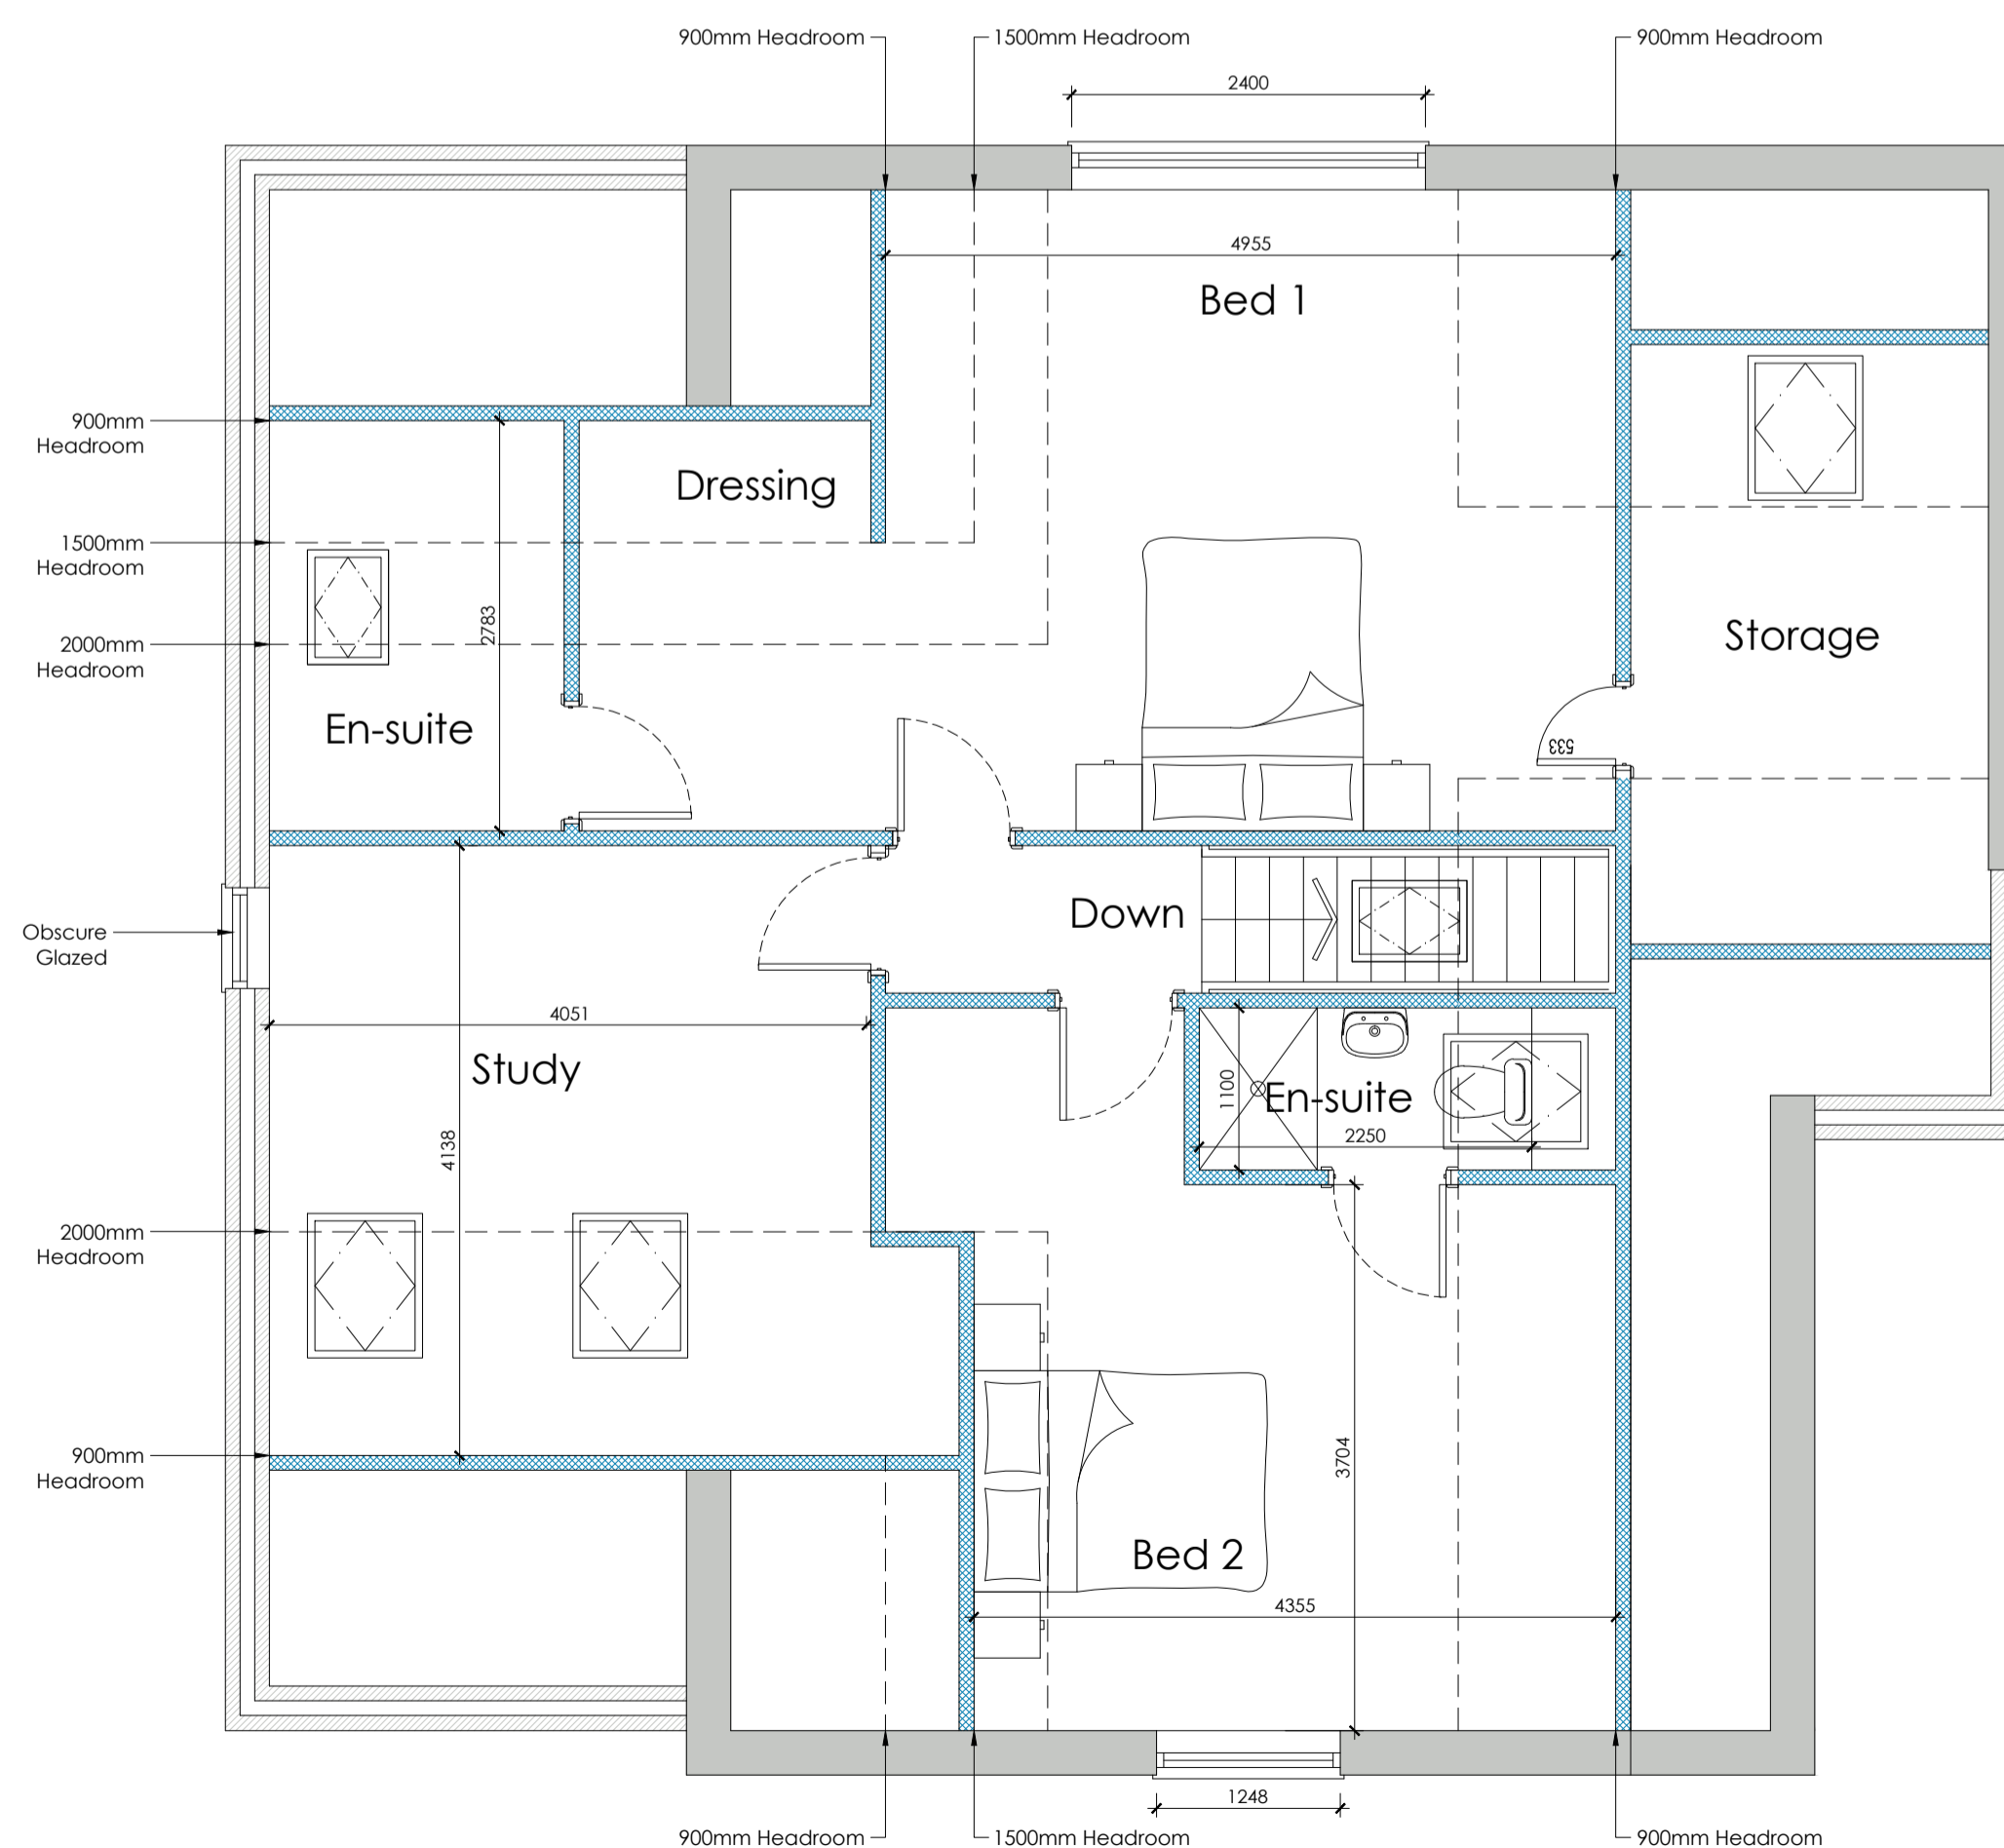 900mm Headroom
1500mm Headroom
900mm Headroom
2400
4955
Bed 1
900mm
Headroom
Dressing
1500mm
Headroom
2783
2000mm
Headroom
Storage
En-suite
533
Down
Obscure
Glazed
4051
Study
1100
En-suite
2250
4138
2000mm
Headroom
900mm
Headroom
3704
Bed 2
4355
1248
900mm Headroom
1500mm Headroom
900mm Headroom